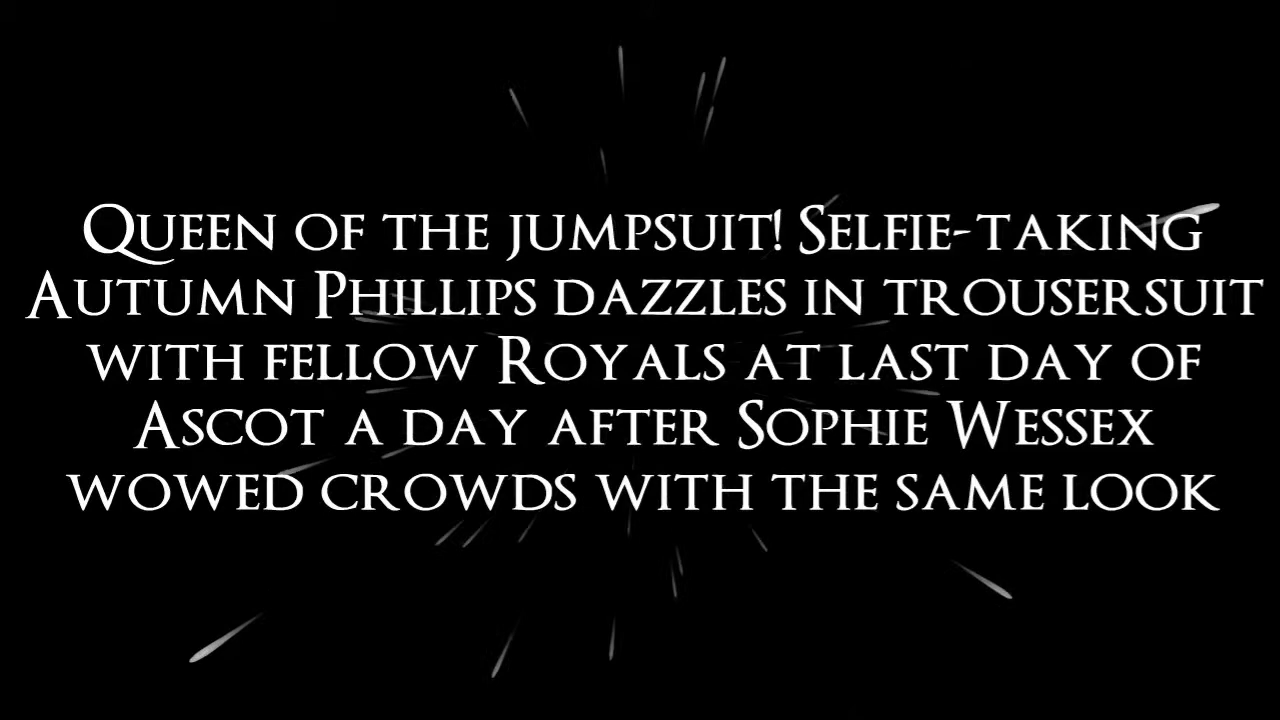 Queen of the jumpsuit! Selfie-taking
Autumn Phillips dazzles in trousersuit
with fellow Royals at last day of
Ascot a day after Sophie Wessex
wowed crowds with the same look